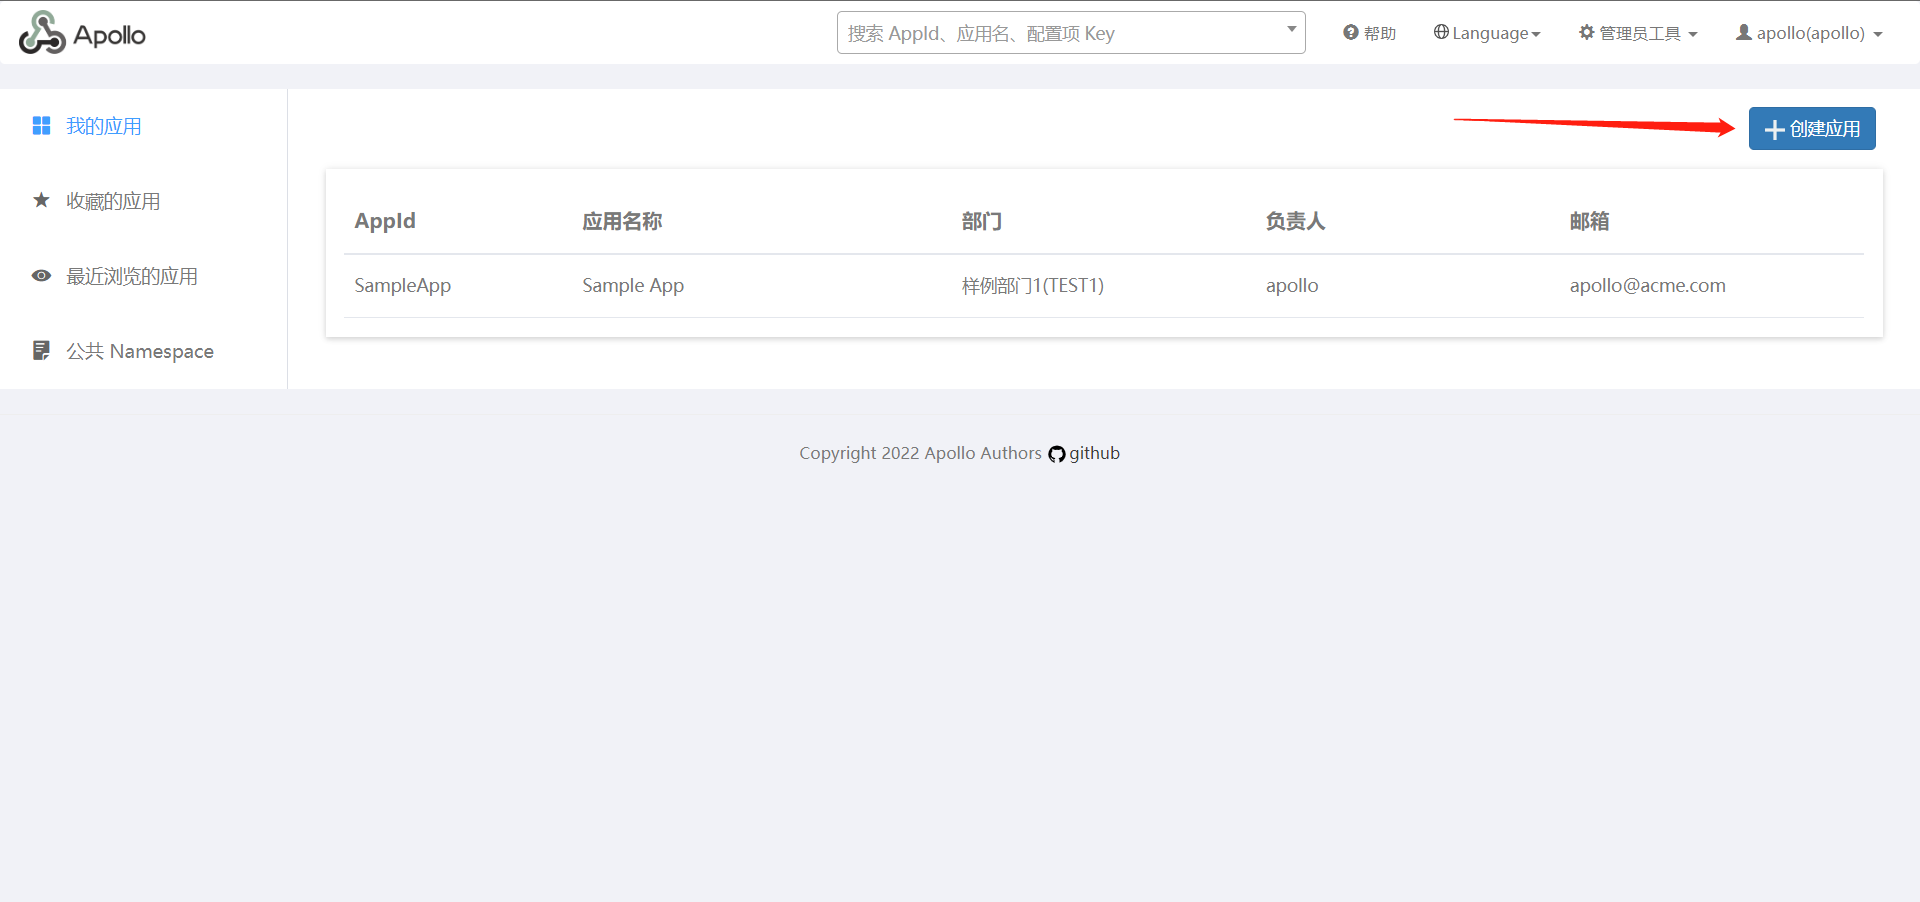 Apollo
搜索 AppId、应用名、配置项 Key
帮助
Language
管理员工具
apollo(apollo)
我的应用
收藏的应用
最近浏览的应用
公共 Namespace
创建应用
AppId 应用名称 部门 负责人 邮箱
SampleApp Sample App 样例部门1(TEST1) apollo apollo@acme.com
Copyright 2022 Apollo Authors github